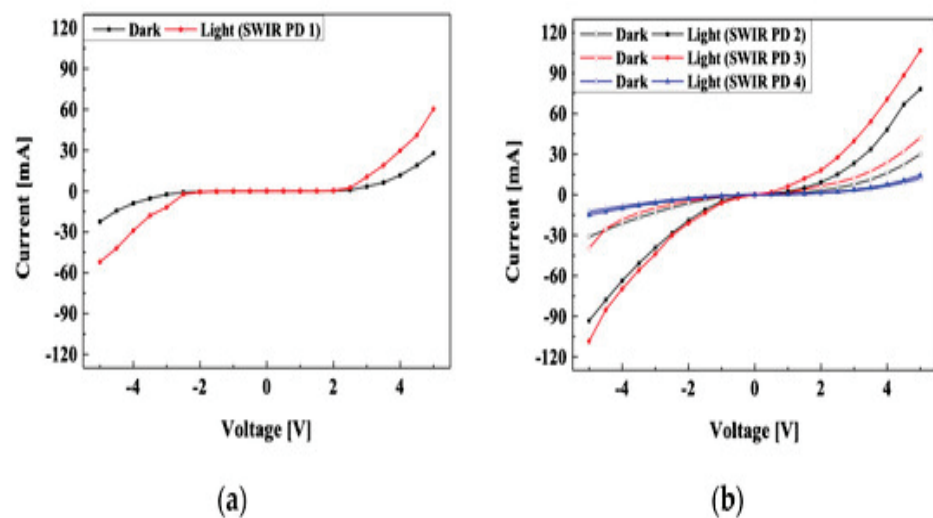 Dark Light (SWIR PD 1)
120
90
60
30
0
-30
-60
-90
-120
Current [mA]
-4 -2 0 2 4
Voltage [V]
(a)
Dark Light (SWIR PD 2)
Dark Light (SWIR PD 3)
Dark Light (SWIR PD 4)
120
90
60
30
0
-30
-60
-90
-120
Current [mA]
-4 -2 0 2 4
Voltage [V]
(b)